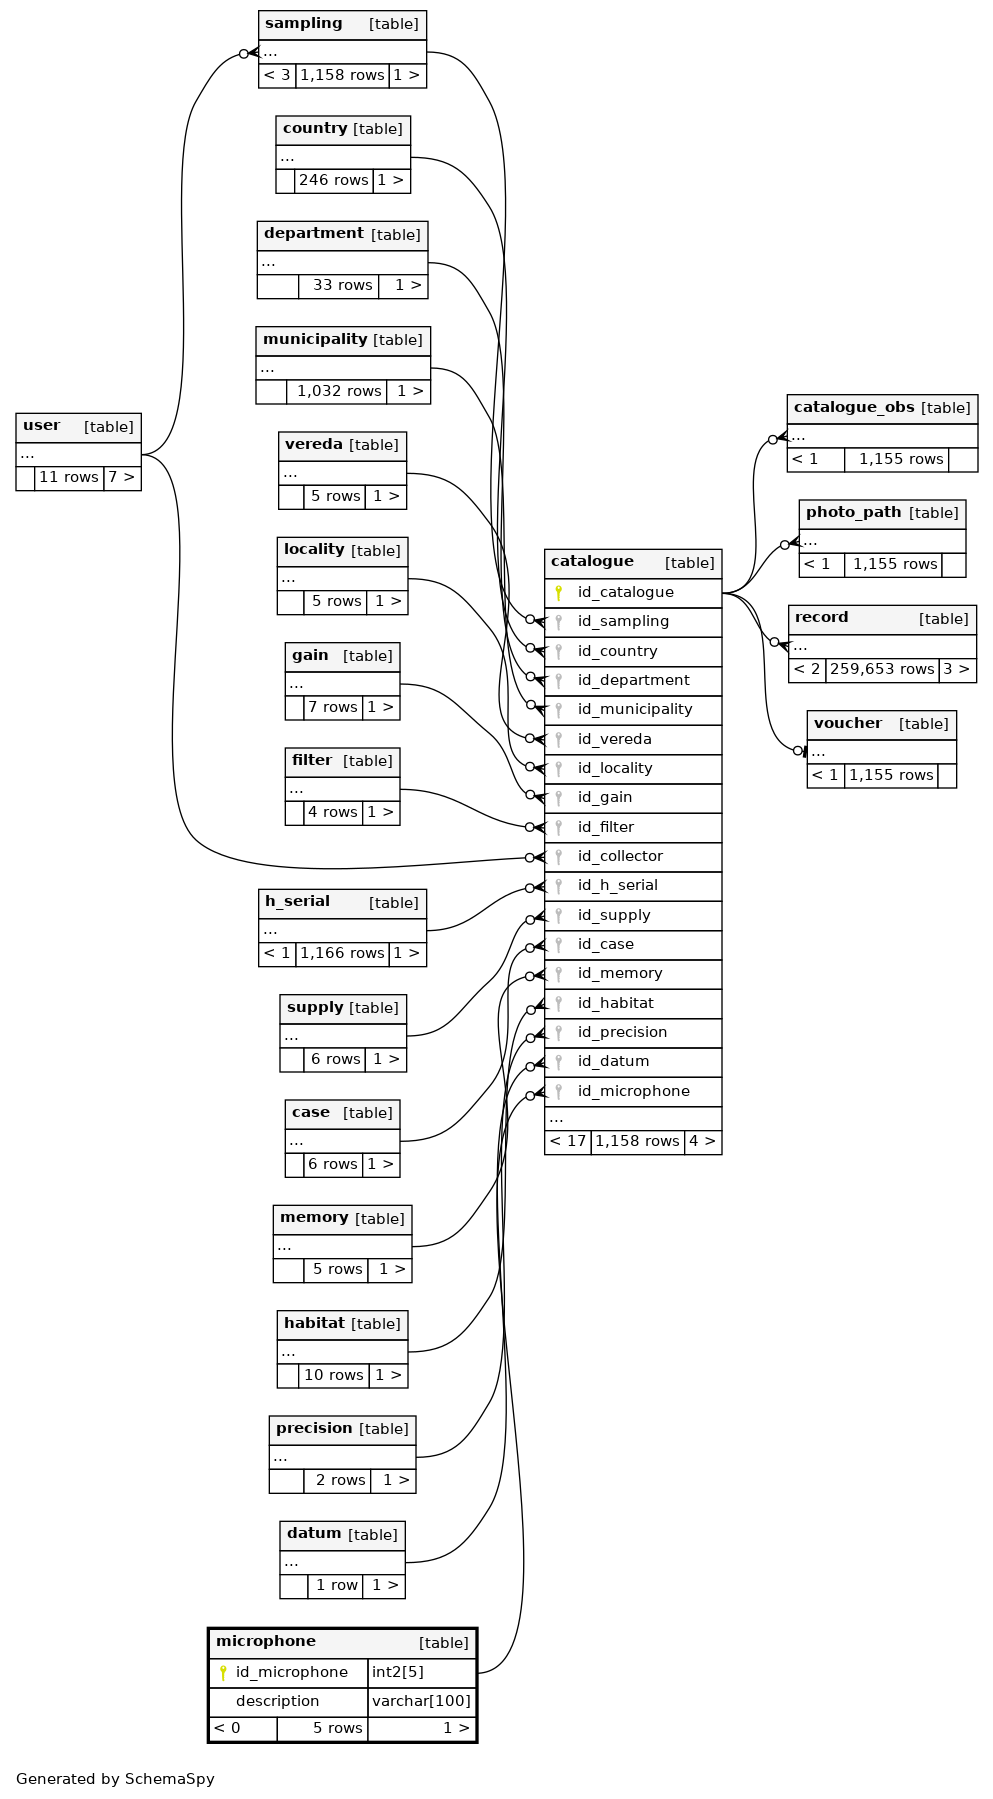 sampling [table]
...
< 3 1,158 rows 1 >
country [table]
...
246 rows 1 >
department [table]
...
33 rows 1 >
municipality [table]
...
1,032 rows 1 >
user [table]
...
11 rows 7 >
vereda [table]
...
5 rows 1 >
locality [table]
...
5 rows 1 >
gain [table]
...
7 rows 1 >
filter [table]
...
4 rows 1 >
h_serial [table]
...
< 1 1,166 rows 1 >
supply [table]
...
6 rows 1 >
case [table]
...
6 rows 1 >
memory [table]
...
5 rows 1 >
habitat [table]
...
10 rows 1 >
precision [table]
...
2 rows 1 >
datum [table]
...
1 row 1 >
microphone [table]
id_microphone int2[5]
description varchar[100]
< 0 5 rows 1 >
catalogue [table]
id_catalogue
id_sampling
id_country
id_department
id_municipality
id_vereda
id_locality
id_gain
id_filter
id_collector
id_h_serial
id_supply
id_case
id_memory
id_habitat
id_precision
id_datum
id_microphone
...
< 17 1,158 rows 4 >
catalogue_obs [table]
...
< 1 1,155 rows
photo_path [table]
...
< 1 1,155 rows
record [table]
...
< 2 259,653 rows 3 >
voucher [table]
...
< 1 1,155 rows
Generated by SchemaSpy